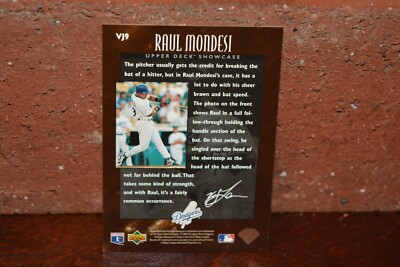 VJ9
RAUL MONDESI
UPPER DECK SHOWCASE
The pitcher usually gets the credit for breaking the
bat of a hitter, but in Raul Mondesi's case, it has a
lot to do with his sheer
brawn and bat speed.
The photo on the front
shows Raul in a full fol-
low-through holding the
handle section of the
bat. On that swing, he
singled over the head of
the shortstop as the
head of the bat followed
not far behind the ball. That
takes some kind of strength,
and with Raul, it's a fairly
common occurrence.
Dodgers